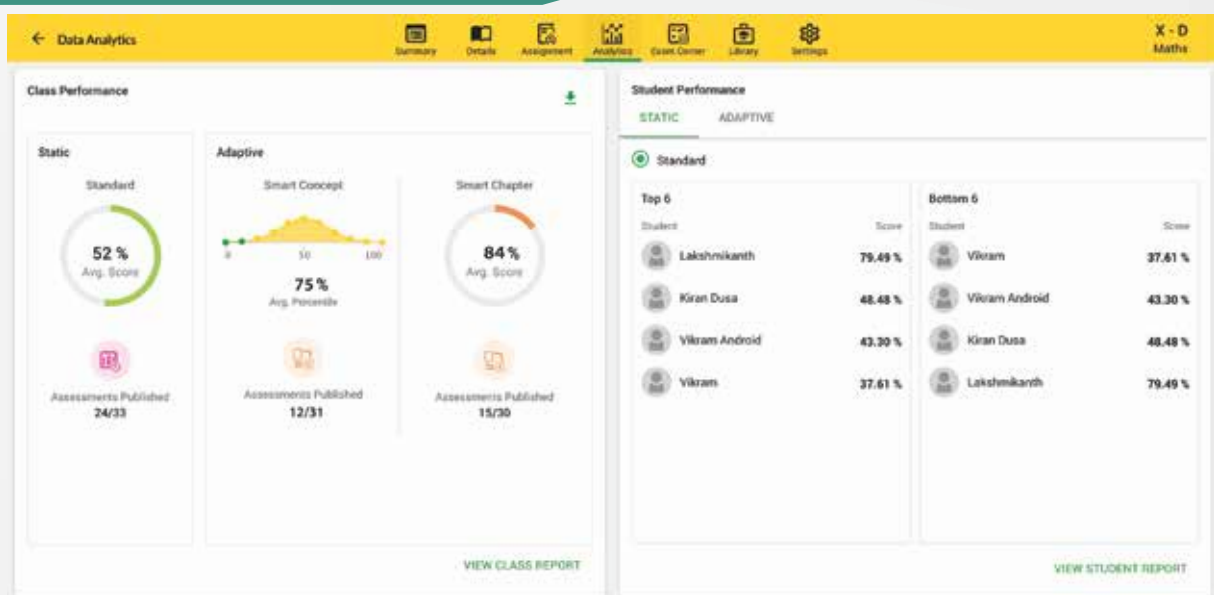 Data Analytics
Summary
Details
Assignment
Analytics
Exam Corner
Library
Settings
X - D
Maths
Class Performance
Static
Standard
52 %
Avg. Score
Assessments Published
24/33
Adaptive
Smart Concept
0 50 100
75 %
Avg. Percentile
Assessments Published
12/31
Smart Chapter
84 %
Avg. Score
Assessments Published
15/30
VIEW CLASS REPORT
Student Performance
STATIC ADAPTIVE
Standard
Top 6
Student Score
Lakshmikanth 79.49 %
Kiran Dusa 48.48 %
Vikram Android 43.30 %
Vikram 37.61 %
Bottom 6
Student Score
Vikram 37.61 %
Vikram Android 43.30 %
Kiran Dusa 48.48 %
Lakshmikanth 79.49 %
VIEW STUDENT REPORT